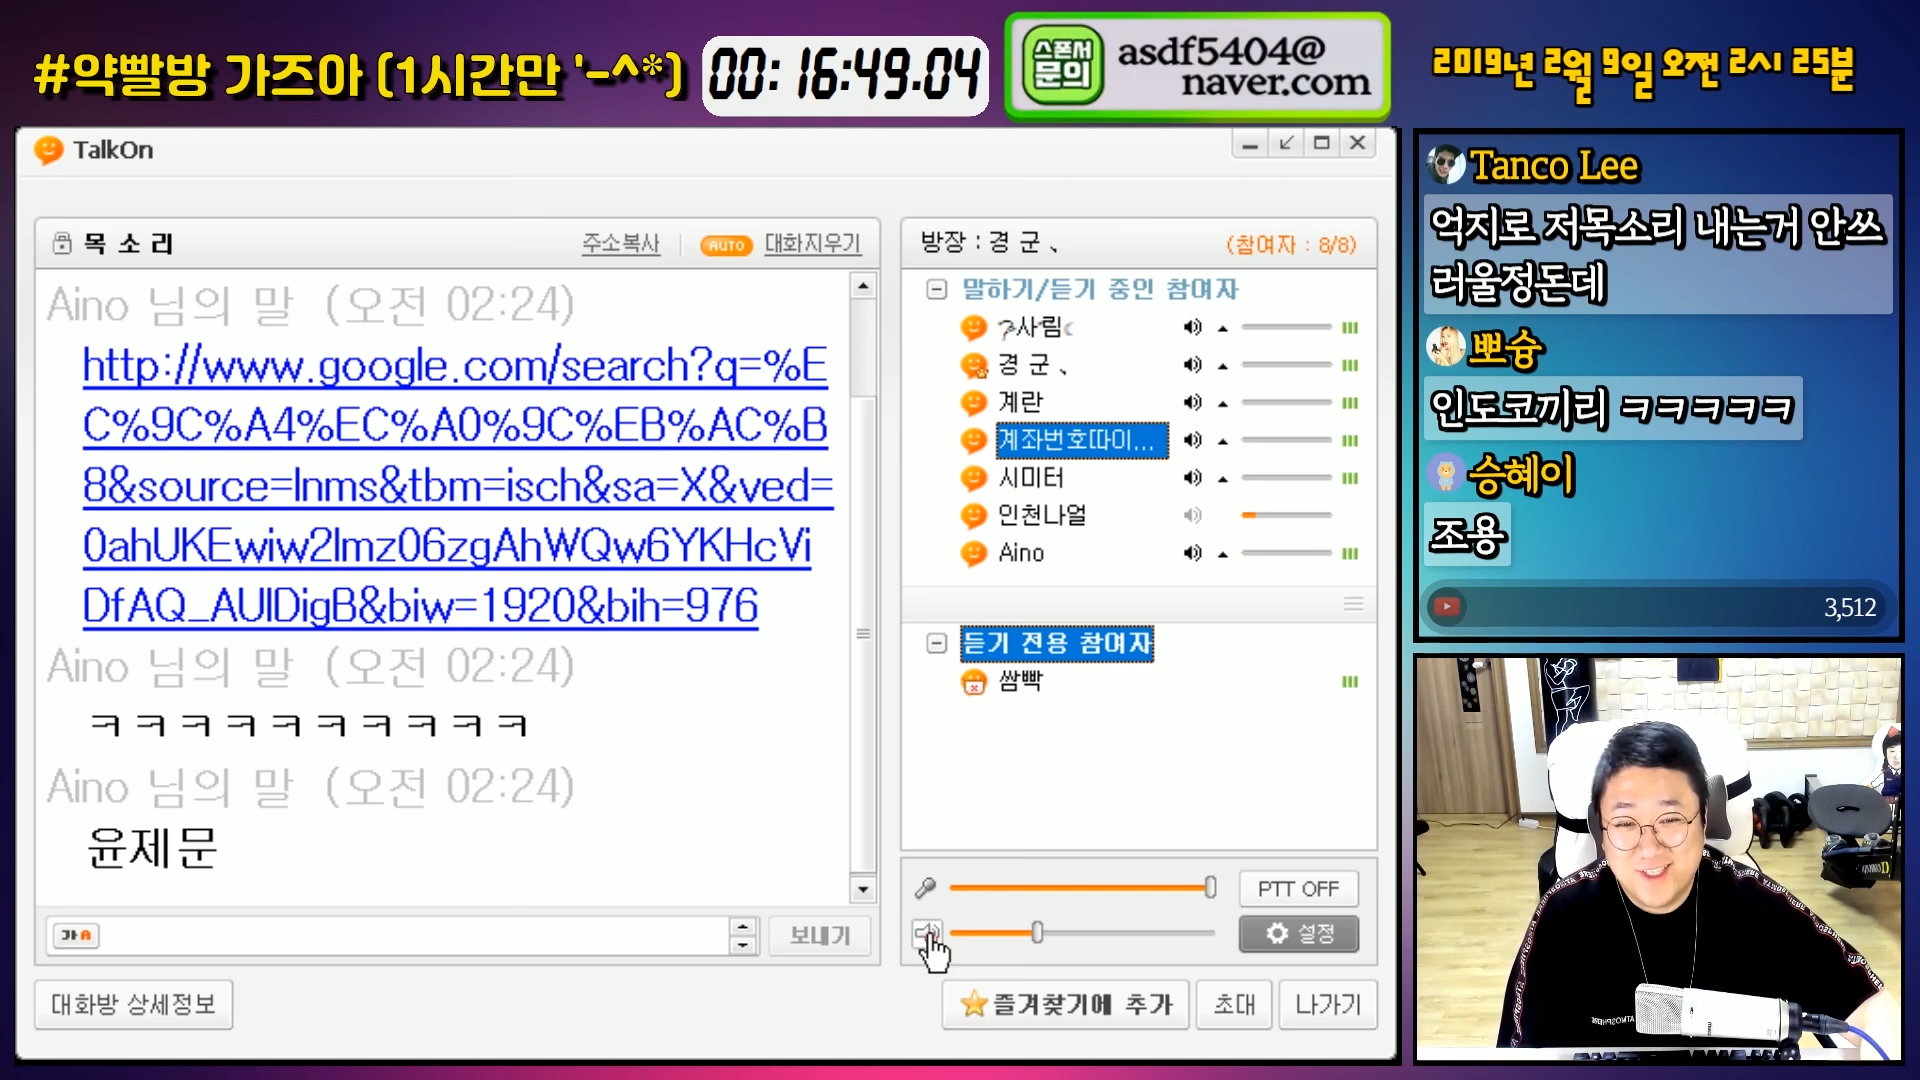 #약빨방 가즈아 (1시간만 '-^*)
00:16:49.04
스폰서
문의
asdf5404@
naver.com
2019년 2월 9일 오전 2시 25분
TalkOn
목 소 리
주소복사
AUTO
대화지우기
Aino 님의 말 (오전 02:24)
http://www.google.com/search?q=%E
C%9C%A4%EC%A0%9C%EB%AC%B
8&source=lnms&tbm=isch&sa=X&ved=
0ahUKEwiw2lmz06zgAhWQw6YKHcVi
DfAQ_AUIDigB&biw=1920&bih=976
Aino 님의 말 (오전 02:24)
ㅋㅋㅋㅋㅋㅋㅋㅋㅋㅋ
Aino 님의 말 (오전 02:24)
윤제문
가A
보내기
대화방 상세정보
방장 : 경 군 、
(참여자 : 8/8)
말하기/듣기 중인 참여자
사림
경 군 、
계란
계좌번호따이...
시미터
인천나얼
Aino
듣기 전용 참여자
쌈빡
PTT OFF
설정
즐겨찾기에 추가
초대
나가기
Tanco Lee
억지로 저목소리 내는거 안쓰
러울정돈데
뽀슝
인도코끼리 ㅋㅋㅋㅋㅋ
승혜이
조용
3,512